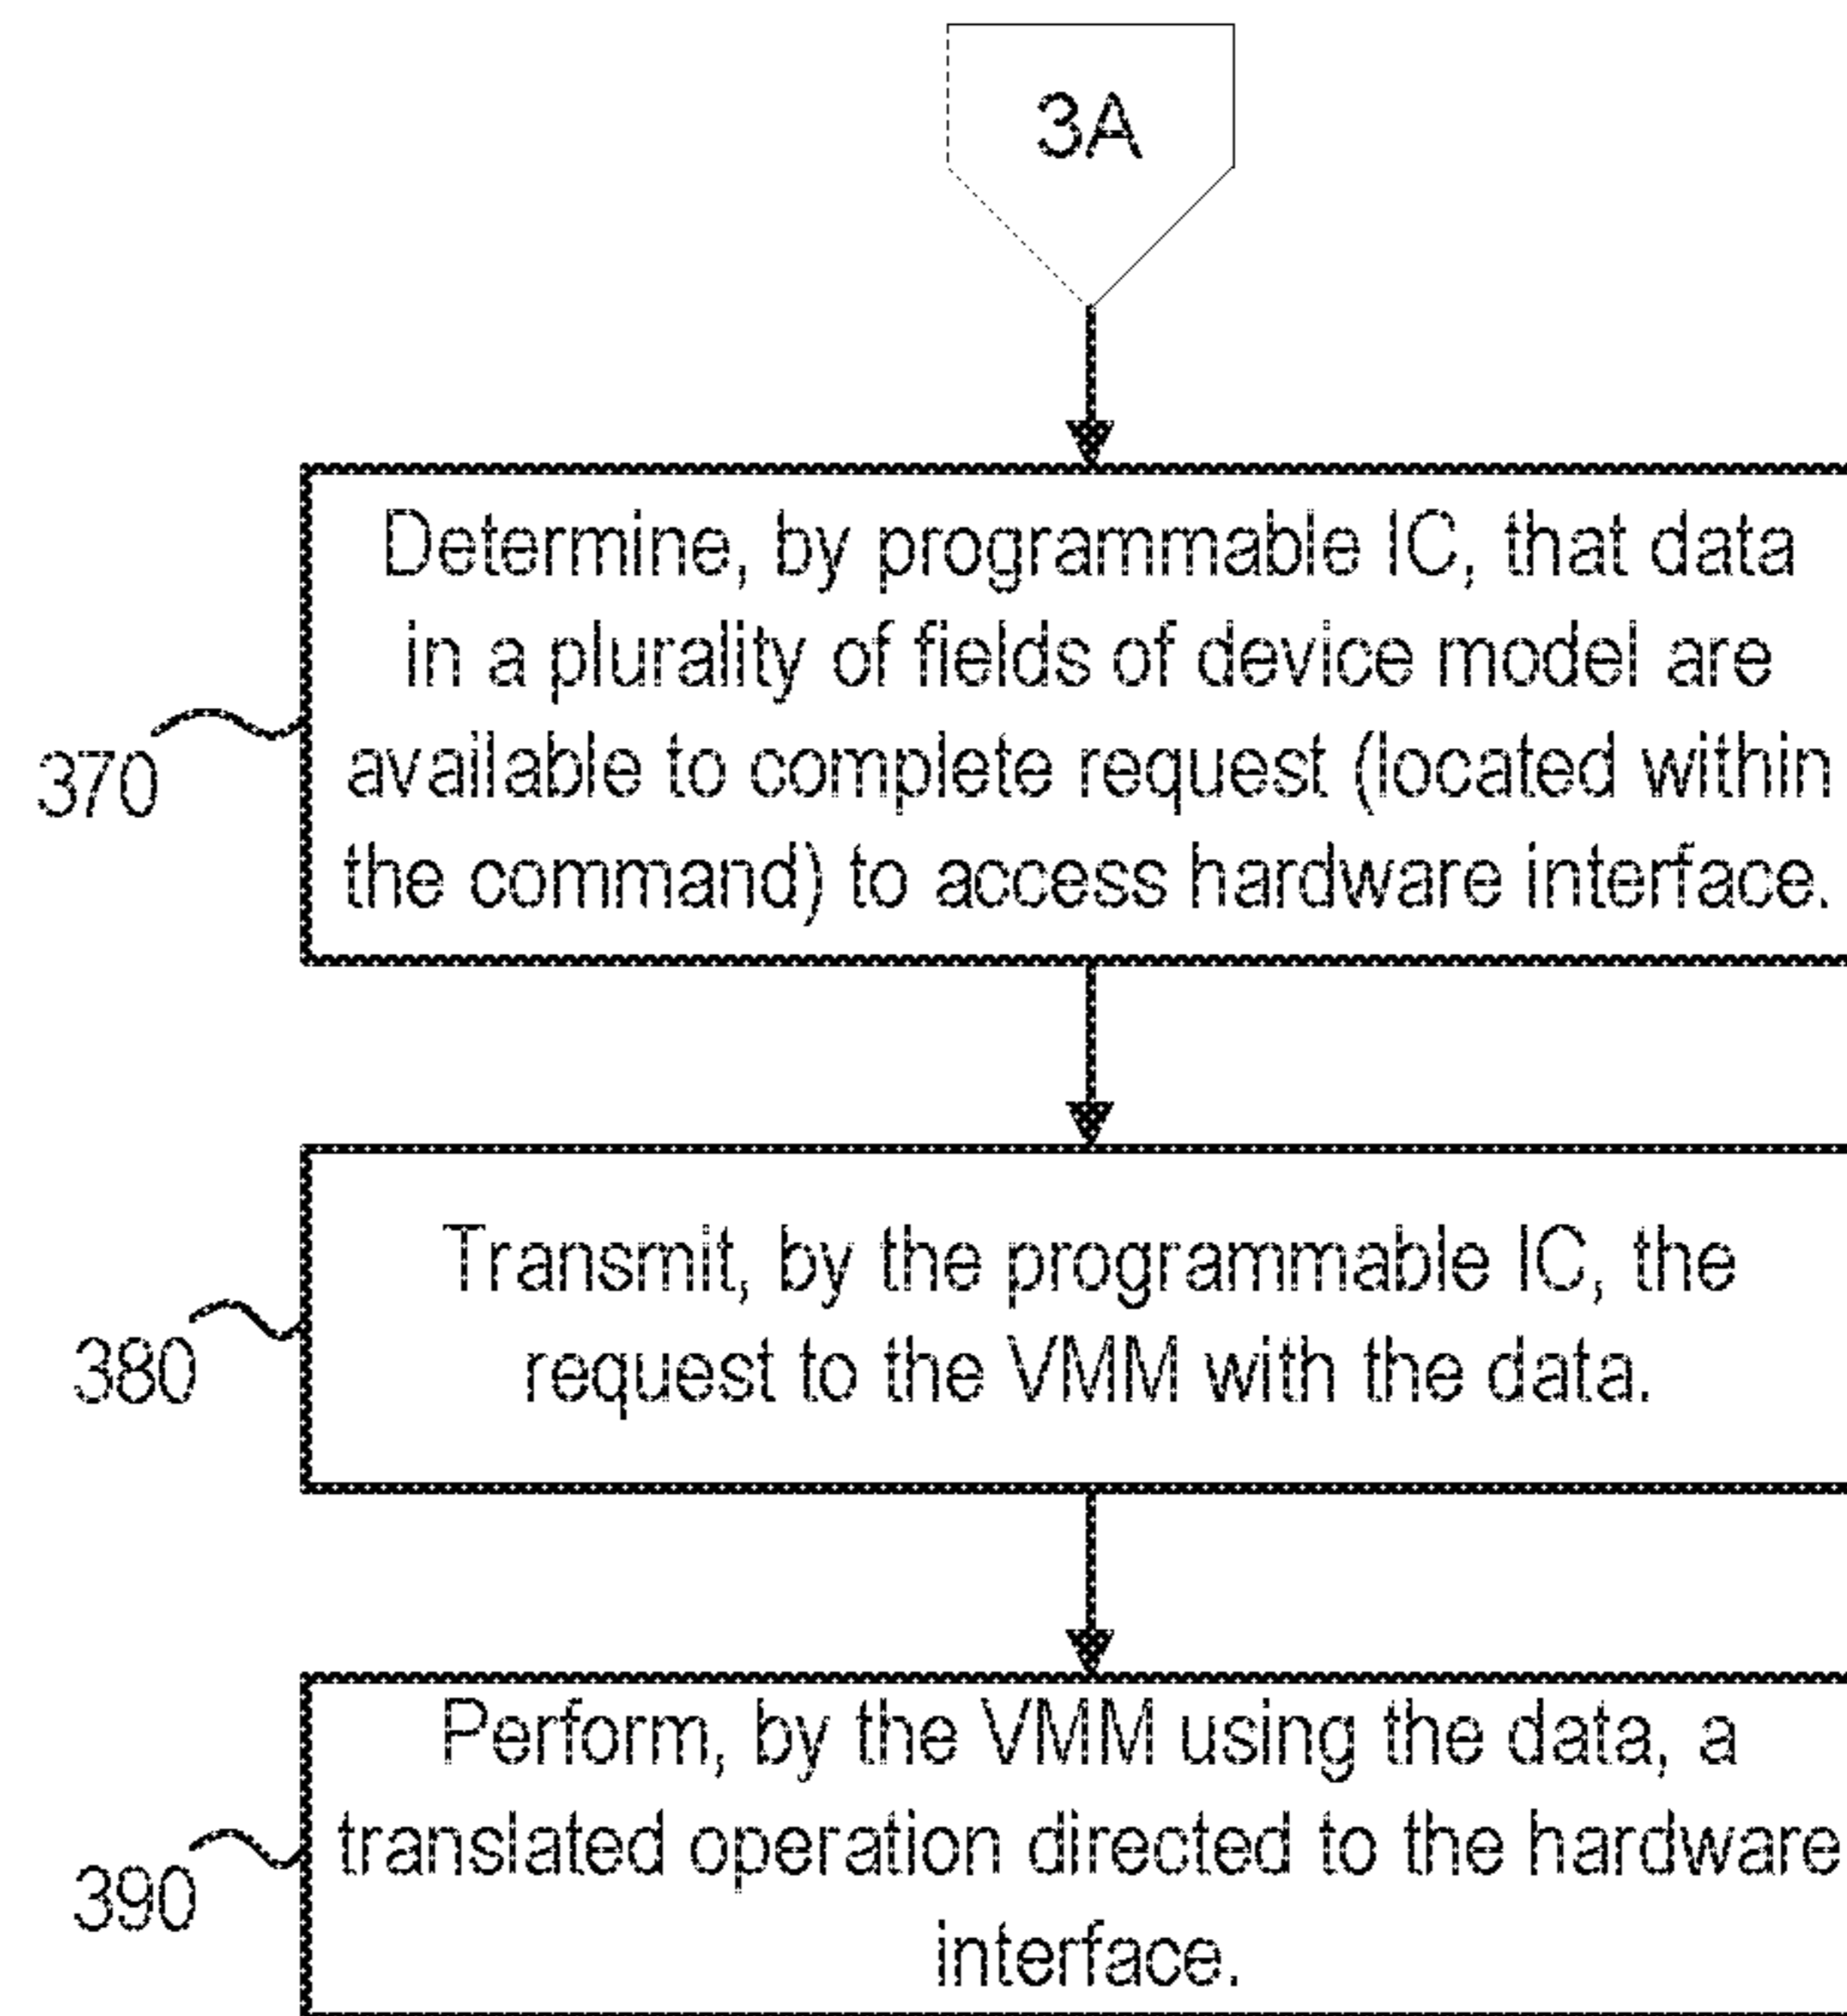 3A
Determine, by programmable IC, that data
in a plurality of fields of device model are
available to complete request (located within
the command) to access hardware interface.
370
Transmit, by the programmable IC, the
request to the VMM with the data.
380
Perform, by the VMM using the data, a
translated operation directed to the hardware
interface.
390